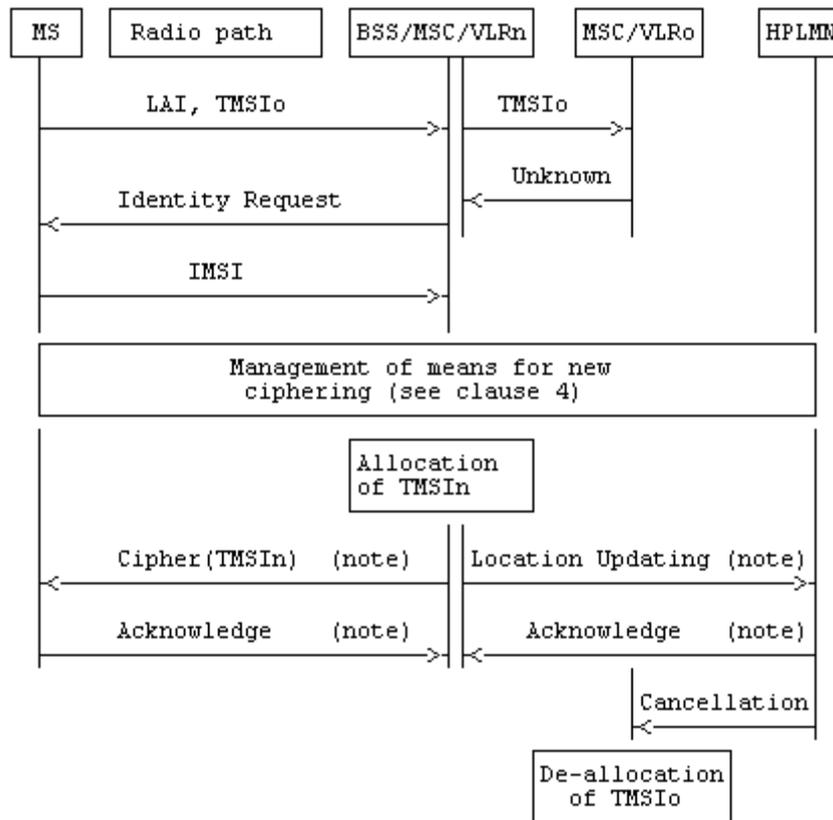 MS Radio path BSS/MSC/VLRn MSC/VLRo HPLMN
LAI, TMSIo TMSIo
Unknown
Identity Request
IMSI
Management of means for new
ciphering (see clause 4)
Allocation
of TMSIn
Cipher(TMSIn) (note) Location Updating (note)
Acknowledge (note) Acknowledge (note)
Cancellation
De-allocation
of TMSIo